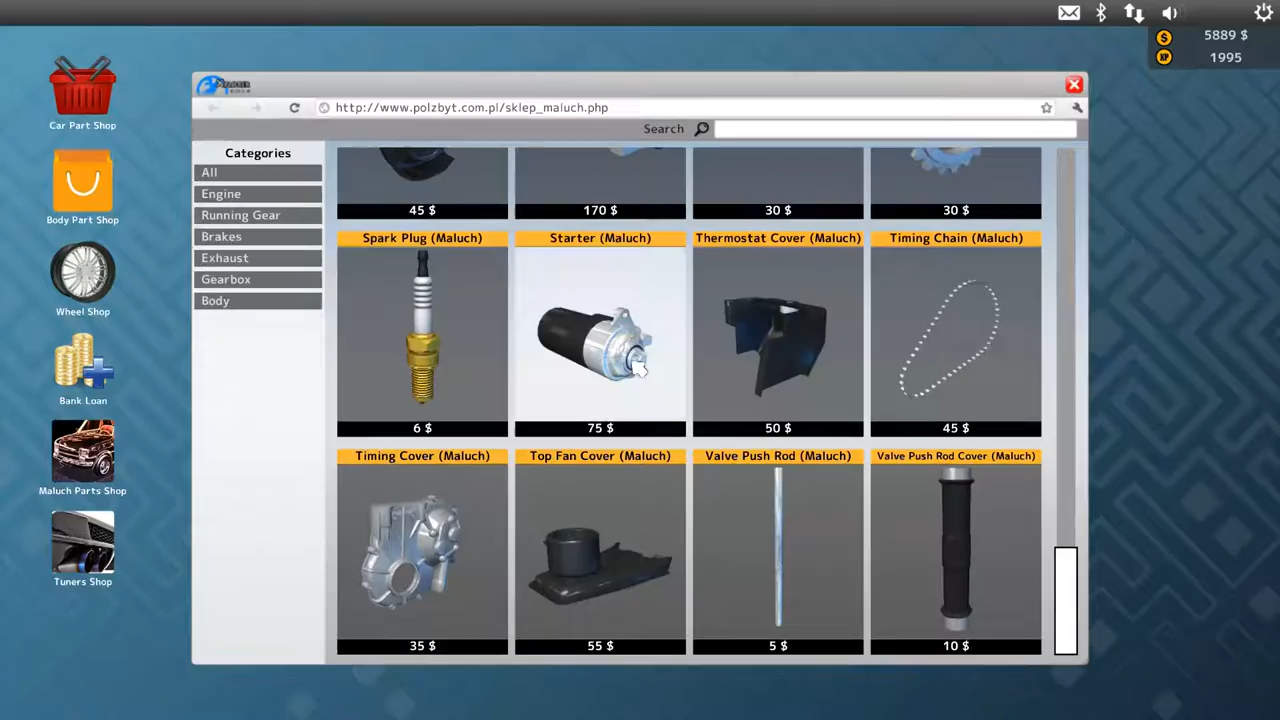 5889 $
1995
Car Part Shop
Body Part Shop
Wheel Shop
Bank Loan
Maluch Parts Shop
Tuners Shop
http://www.polzbyt.com.pl/sklep_maluch.php
Search
Categories
All
Engine
Running Gear
Brakes
Exhaust
Gearbox
Body
45 $
170 $
30 $
30 $
Spark Plug (Maluch)
Starter (Maluch)
Thermostat Cover (Maluch)
Timing Chain (Maluch)
6 $
75 $
50 $
45 $
Timing Cover (Maluch)
Top Fan Cover (Maluch)
Valve Push Rod (Maluch)
Valve Push Rod Cover (Maluch)
35 $
55 $
5 $
10 $